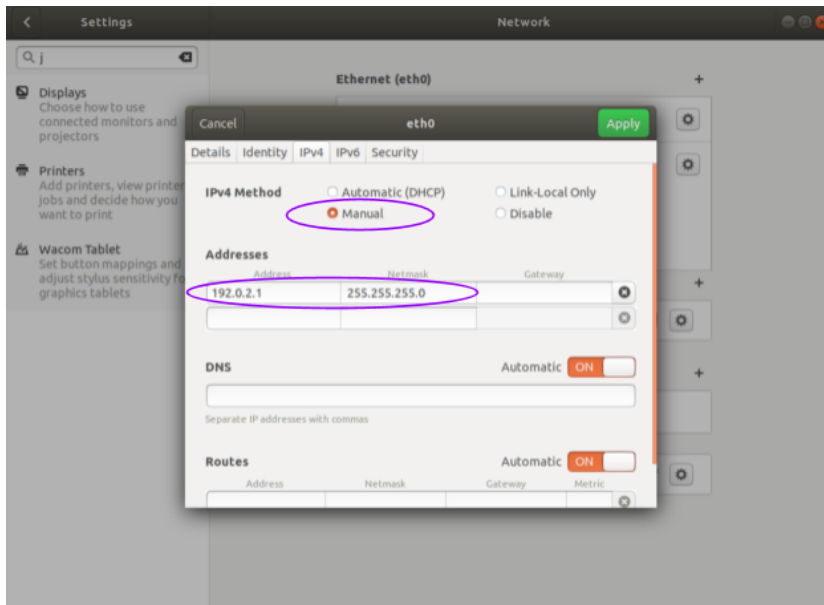 Settings
Network
j
Displays
Choose how to use
connected monitors and
projectors
Printers
Add printers, view printer
jobs and decide how you
want to print
Wacom Tablet
Set button mappings and
adjust stylus sensitivity fo
graphics tablets
Ethernet (eth0)
Cancel
eth0
Apply
Details Identity IPv4 IPv6 Security
IPv4 Method
Automatic (DHCP)
Link-Local Only
Manual
Disable
Addresses
Address Netmask Gateway
192.0.2.1 255.255.255.0
DNS
Automatic ON
Separate IP addresses with commas
Routes
Automatic ON
Address Netmask Gateway Metric